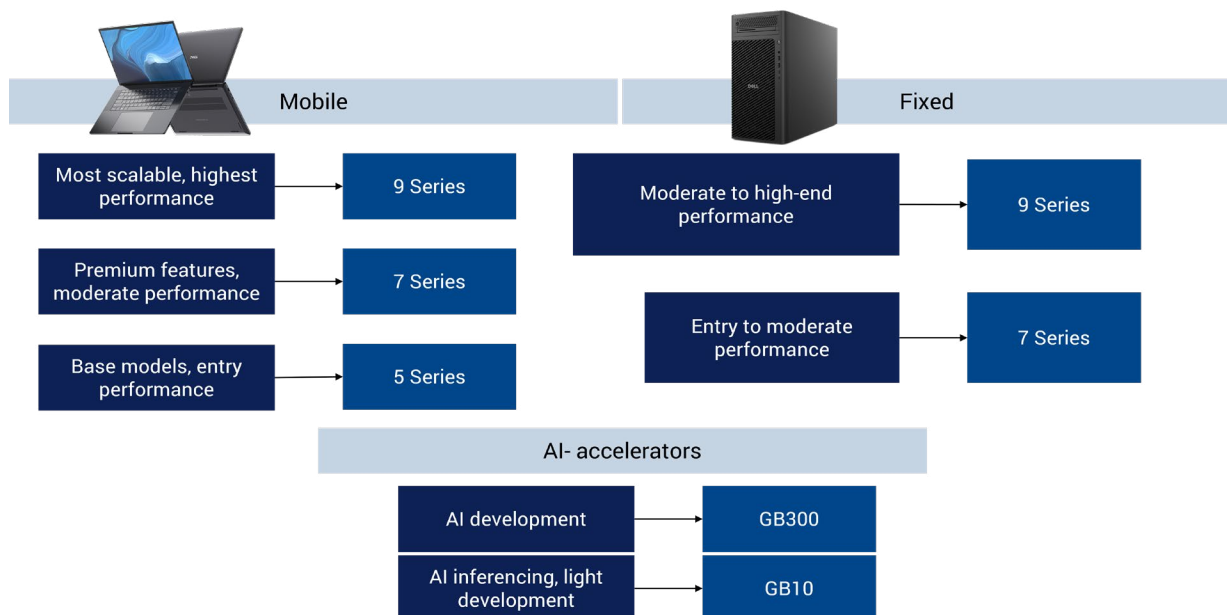 Mobile
Fixed
Most scalable, highest
performance
9 Series
Premium features,
moderate performance
7 Series
Base models, entry
performance
5 Series
Moderate to high-end
performance
9 Series
Entry to moderate
performance
7 Series
AI- accelerators
AI development
GB300
AI inferencing, light
development
GB10
DELL